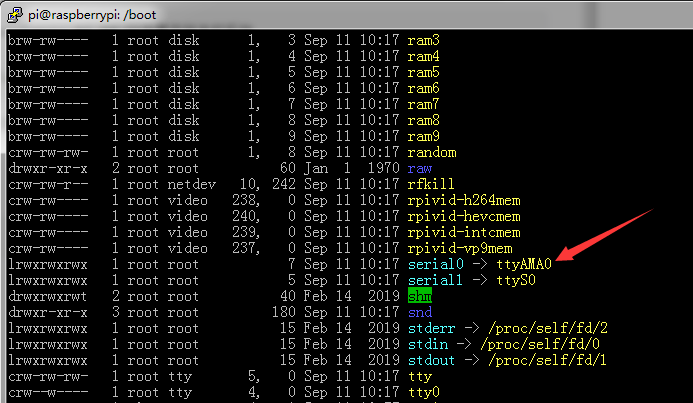 pi@raspberrypi: /boot
brw-rw---- 1 root disk 1, 3 Sep 11 10:17 ram3
brw-rw---- 1 root disk 1, 4 Sep 11 10:17 ram4
brw-rw---- 1 root disk 1, 5 Sep 11 10:17 ram5
brw-rw---- 1 root disk 1, 6 Sep 11 10:17 ram6
brw-rw---- 1 root disk 1, 7 Sep 11 10:17 ram7
brw-rw---- 1 root disk 1, 8 Sep 11 10:17 ram8
brw-rw---- 1 root disk 1, 9 Sep 11 10:17 ram9
crw-rw-rw- 1 root root 1, 8 Sep 11 10:17 random
drwxr-xr-x 2 root root 60 Jan 1 1970 raw
crw-rw-r-- 1 root netdev 10, 242 Sep 11 10:17 rfkill
crw-rw---- 1 root video 238, 0 Sep 11 10:17 rpivid-h264mem
crw-rw---- 1 root video 240, 0 Sep 11 10:17 rpivid-hevcmem
crw-rw---- 1 root video 239, 0 Sep 11 10:17 rpivid-intcmem
crw-rw---- 1 root video 237, 0 Sep 11 10:17 rpivid-vp9mem
lrwxrwxrwx 1 root root 7 Sep 11 10:17 serial0 -> ttyAMA0
lrwxrwxrwx 1 root root 5 Sep 11 10:17 serial1 -> ttyS0
drwxrwxrwt 2 root root 40 Feb 14 2019 shm
drwxr-xr-x 3 root root 180 Sep 11 10:17 snd
lrwxrwxrwx 1 root root 15 Feb 14 2019 stderr -> /proc/self/fd/2
lrwxrwxrwx 1 root root 15 Feb 14 2019 stdin -> /proc/self/fd/0
lrwxrwxrwx 1 root root 15 Feb 14 2019 stdout -> /proc/self/fd/1
crw-rw-rw- 1 root tty 5, 0 Sep 11 10:17 tty
crw--w---- 1 root tty 4, 0 Sep 11 10:17 tty0